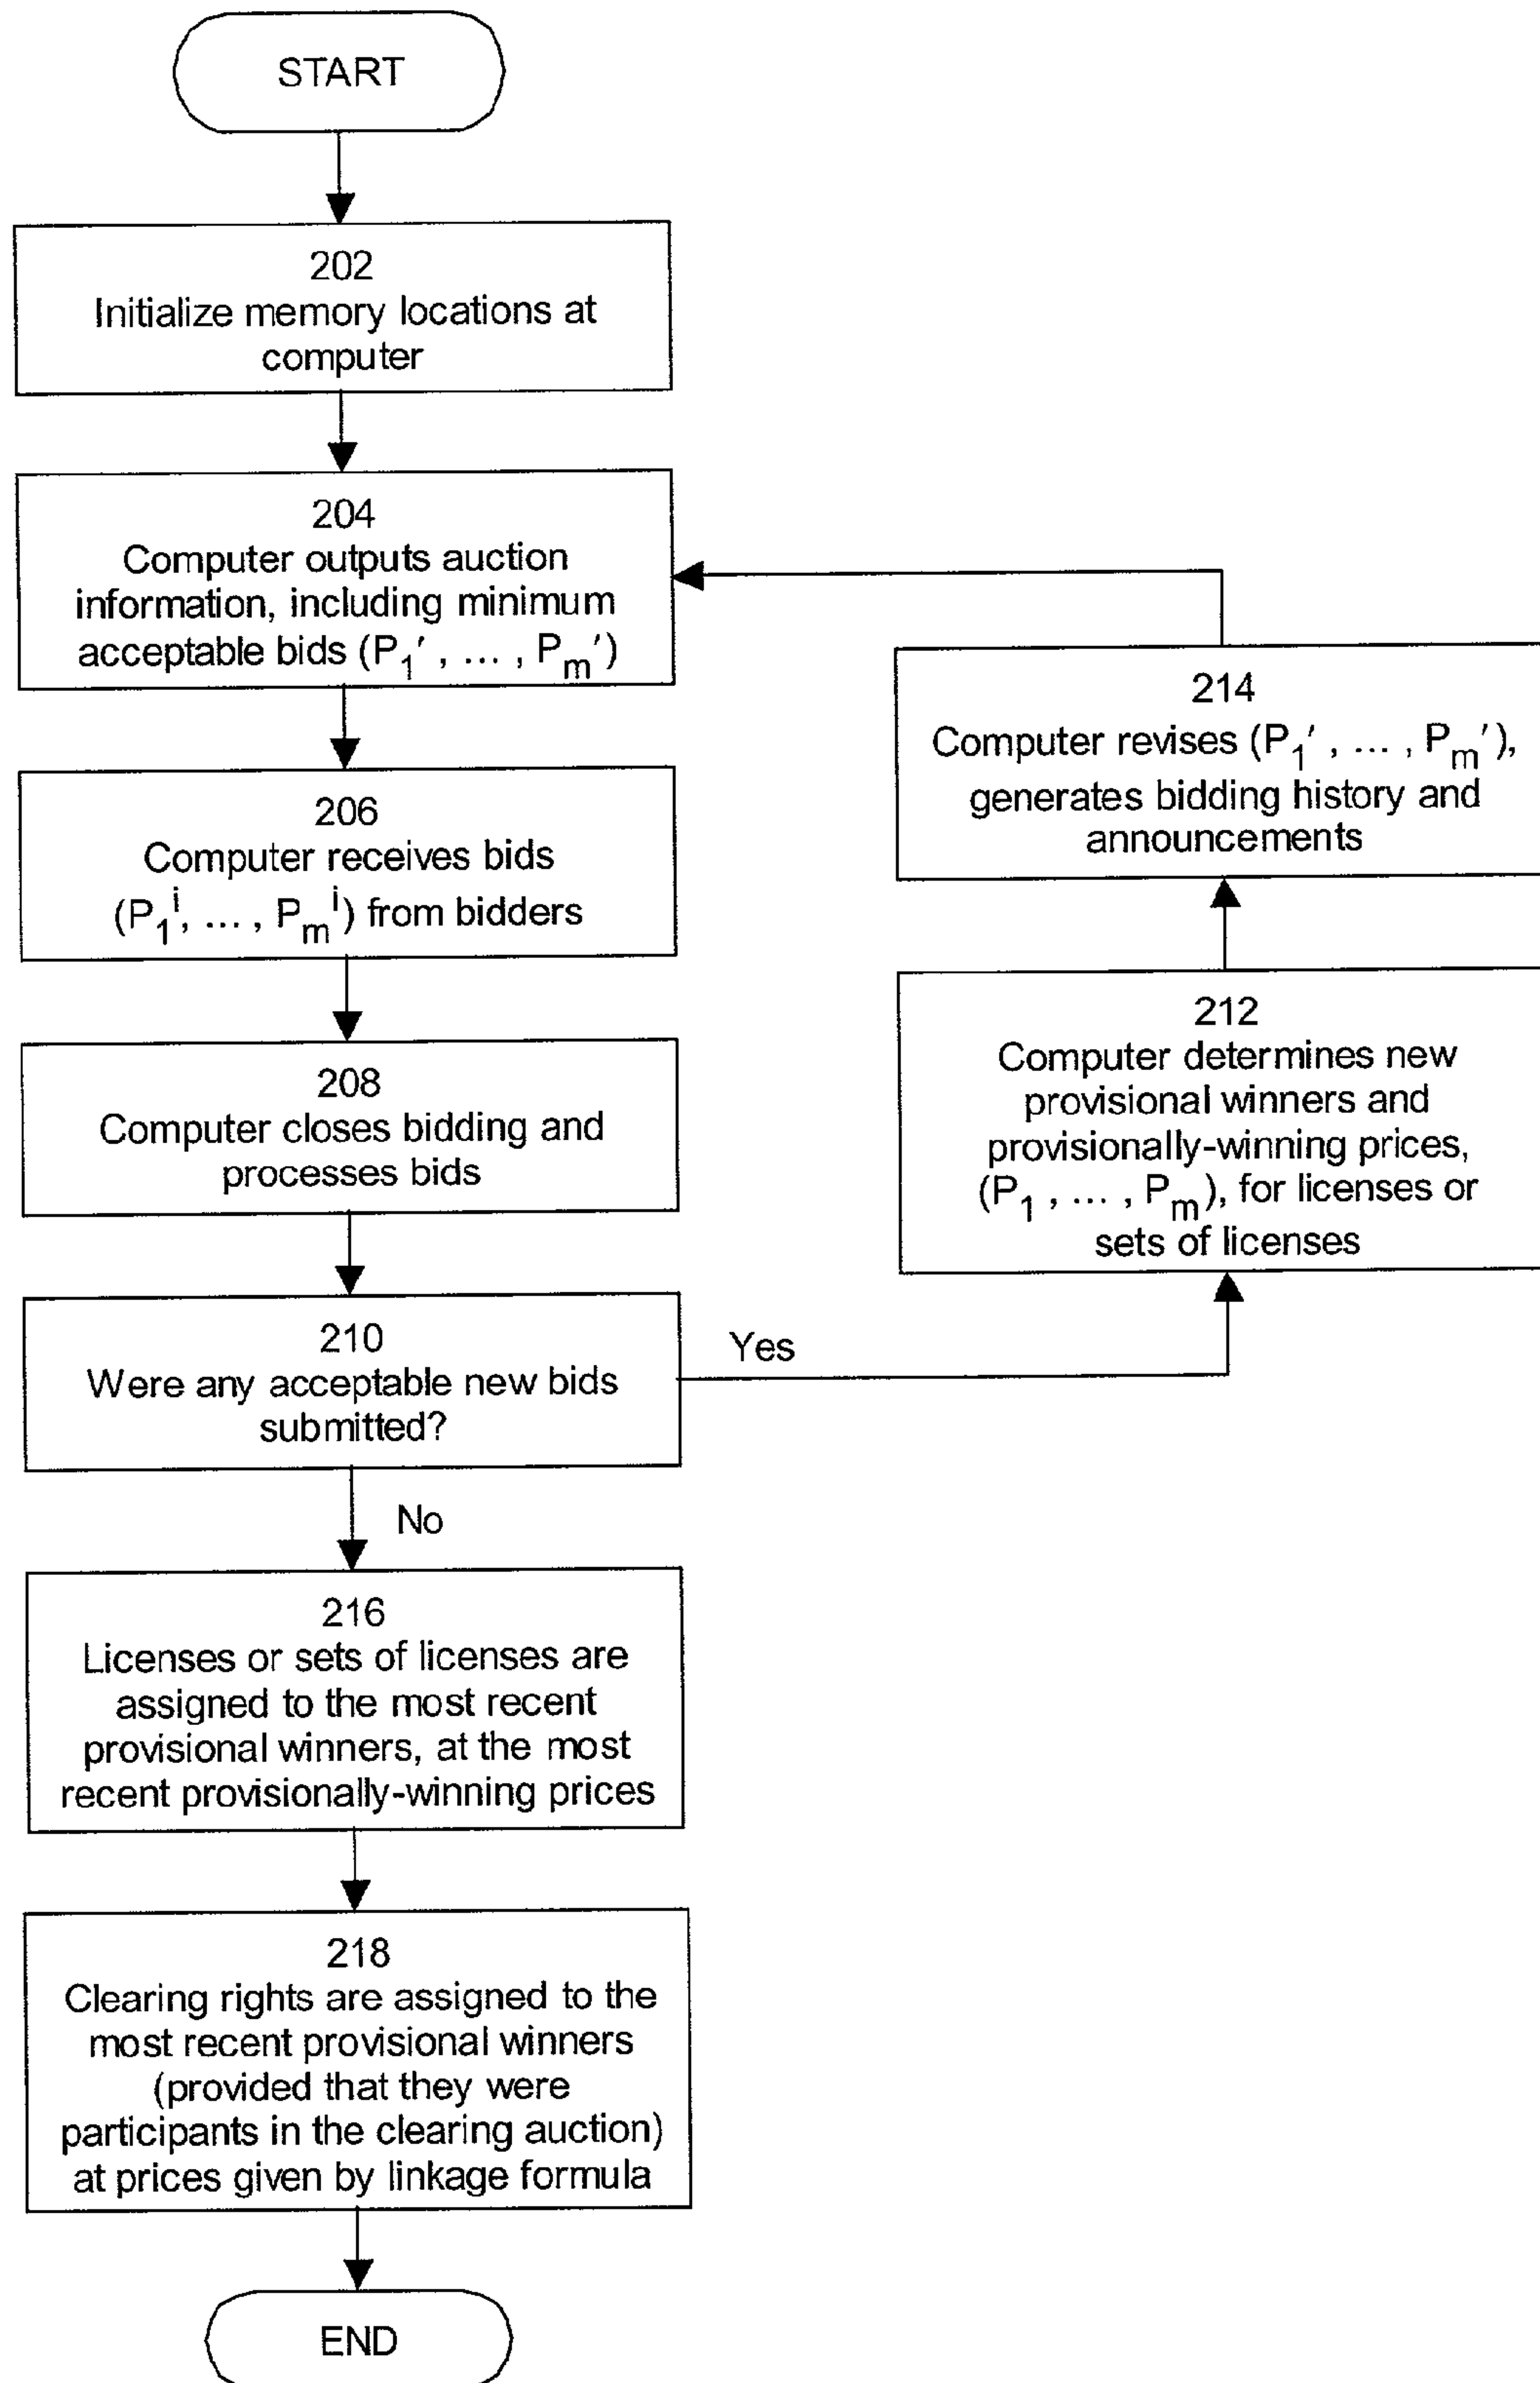 START
202
Initialize memory locations at
computer
204
Computer outputs auction
information, including minimum
acceptable bids (P₁′ , ... , Pₘ′)
206
Computer receives bids
(P₁ⁱ, ... , Pₘⁱ) from bidders
208
Computer closes bidding and
processes bids
210
Were any acceptable new bids
submitted?
Yes
No
212
Computer determines new
provisional winners and
provisionally-winning prices,
(P₁ , ... , Pₘ), for licenses or
sets of licenses
214
Computer revises (P₁′ , ... , Pₘ′),
generates bidding history and
announcements
216
Licenses or sets of licenses are
assigned to the most recent
provisional winners, at the most
recent provisionally-winning prices
218
Clearing rights are assigned to the
most recent provisional winners
(provided that they were
participants in the clearing auction)
at prices given by linkage formula
END